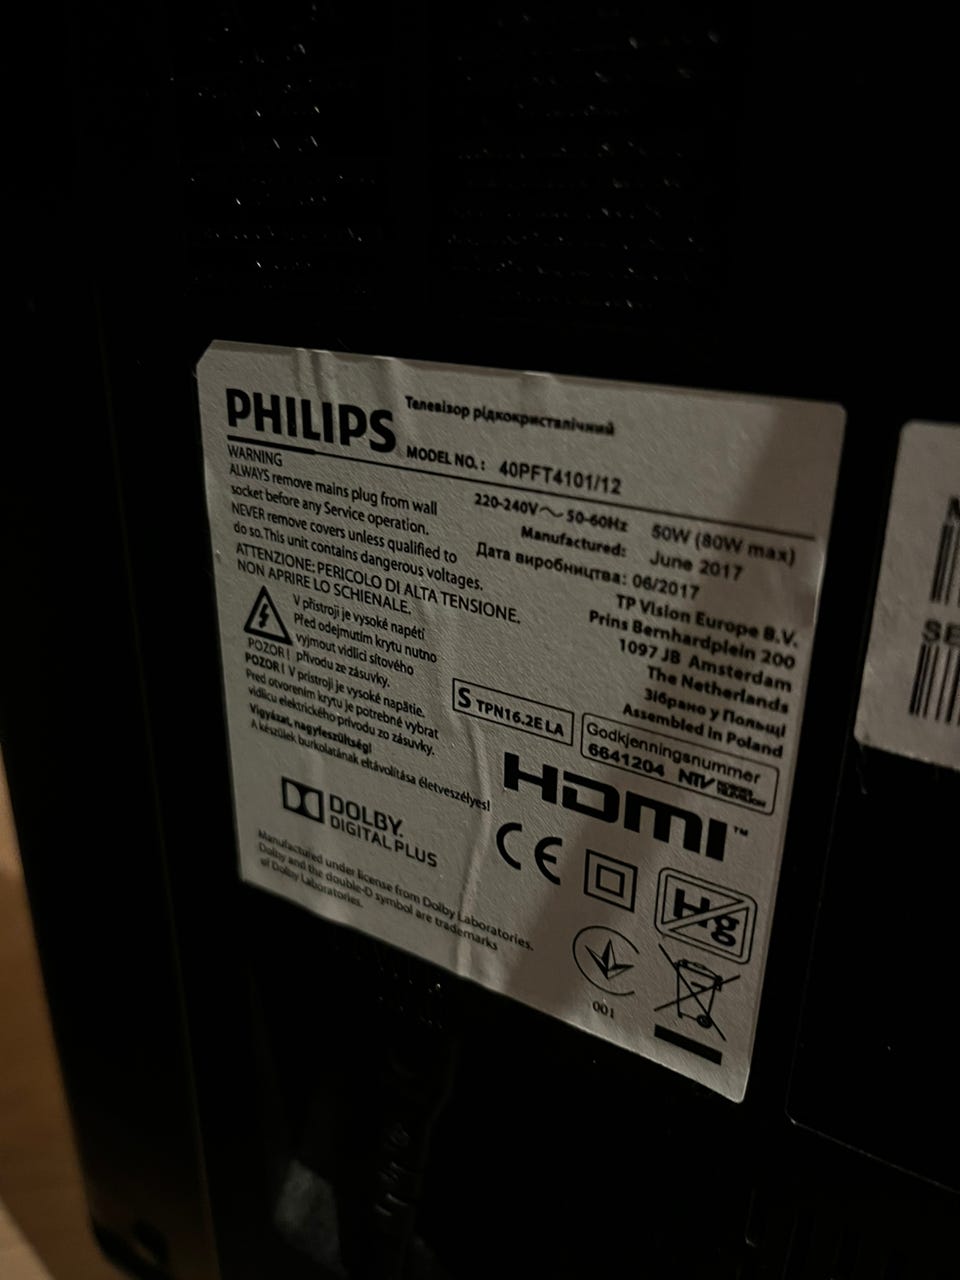 PHILIPS
Телевізор рідкокристалічний
MODEL NO.: 40PFT4101/12
WARNING
ALWAYS remove mains plug from wall
socket before any Service operation.
NEVER remove covers unless qualified to
do so.This unit contains dangerous voltages.
ATTENZIONE: PERICOLO DI ALTA TENSIONE.
NON APRIRE LO SCHIENALE.
V přístroji je vysoké napětí
Před odejmutím krytu nutno
vyjmout vidlici síťového
POZOR! přívodu ze zásuvky.
POZOR! V prístroji je vysoké napätie.
Pred otvorením krytu je potrebné vybrat
vidlicu elektrického prívodu zo zásuvky.
Vigyázat, nagyfeszültség!
A készülek burkolatának eltávolítása életveszélyes!
220-240V～ 50-60Hz 50W (80W max)
Manufactured: June 2017
Дата виробництва: 06/2017
TP Vision Europe B.V.
Prins Bernhardplein 200
1097 JB Amsterdam
The Netherlands
Зібрано у Польщі
Assembled in Poland
S TPN16.2E LA
Godkjenningsnummer
6641204 NTV NORGES TELEVISJON
HDMI™
DOLBY
DIGITAL PLUS
Manufactured under license from Dolby Laboratories.
Dolby and the double-D symbol are trademarks
of Dolby Laboratories.
CE
Hg
001
SE